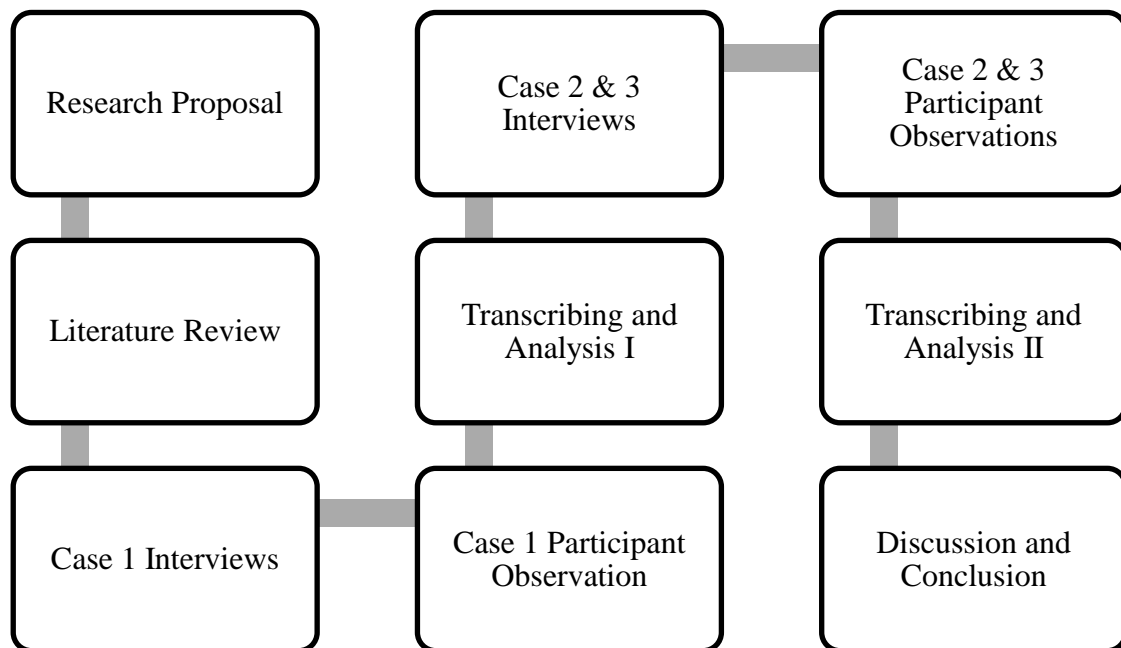 Research Proposal
Literature Review
Case 1 Interviews
Case 1 Participant
Observation
Transcribing and
Analysis I
Case 2 & 3
Interviews
Case 2 & 3
Participant
Observations
Transcribing and
Analysis II
Discussion and
Conclusion